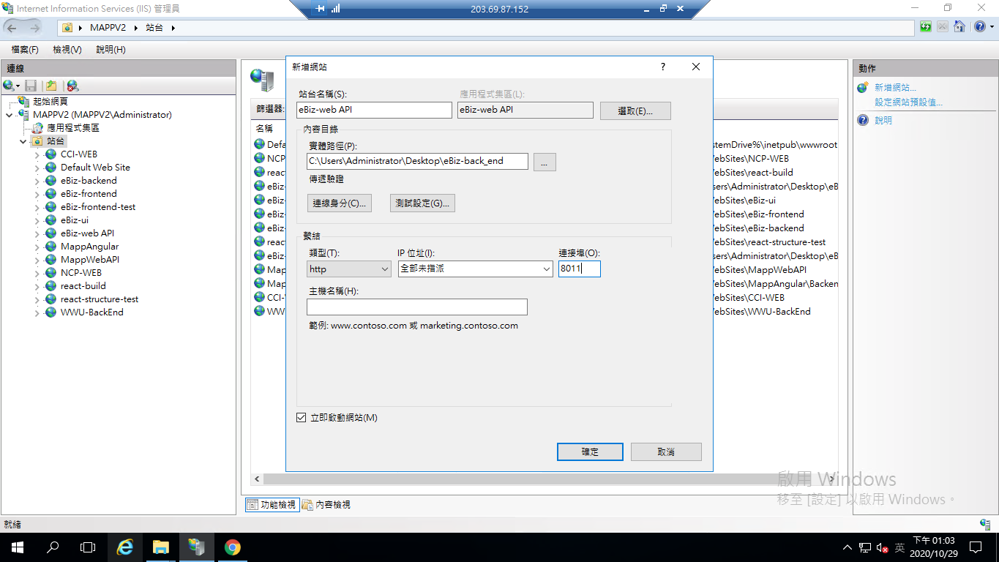 Internet Information Services (IIS) 管理員
203.69.87.152
MAPPV2
站台
檔案(F)
檢視(V)
說明(H)
連線
起始網頁
MAPPV2 (MAPPV2\Administrator)
應用程式集區
站台
CCI-WEB
Default Web Site
eBiz-backend
eBiz-frontend
eBiz-frontend-test
eBiz-ui
eBiz-web API
MappAngular
MappWebAPI
NCP-WEB
react-build
react-structure-test
WWU-BackEnd
篩選器:
名稱
Defa
stemDrive%\inetpub\wwwroot
NCP
VebSites\NCP-WEB
react
VebSites\react-build
eBiz-
sers\Administrator\Desktop\eB
eBiz-
VebSites\eBiz-ui
eBiz-
VebSites\eBiz-frontend
eBiz-
VebSites\eBiz-backend
react
VebSites\react-structure-test
eBiz-
sers\Administrator\Desktop\eB
Map
VebSites\MappWebAPI
Map
VebSites\MappAngular\Backen
CCI-
VebSites\CCI-WEB
WW
VebSites\WWU-BackEnd
新增網站
?
站台名稱(S):
應用程式集區(L):
eBiz-web API
eBiz-web API
選取(E)...
內容目錄
實體路徑(P):
C:\Users\Administrator\Desktop\eBiz-back_end
...
傳遞驗證
連線身分(C)...
測試設定(G)...
繫結
類型(T):
IP 位址(I):
連接埠(O):
http
全部未指派
8011
主機名稱(H):
範例: www.contoso.com 或 marketing.contoso.com
立即啟動網站(M)
確定
取消
動作
新增網站...
設定網站預設值...
說明
啟用 Windows
移至 [設定] 以啟用 Windows。
功能檢視
內容檢視
就緒
英
下午 01:03
2020/10/29